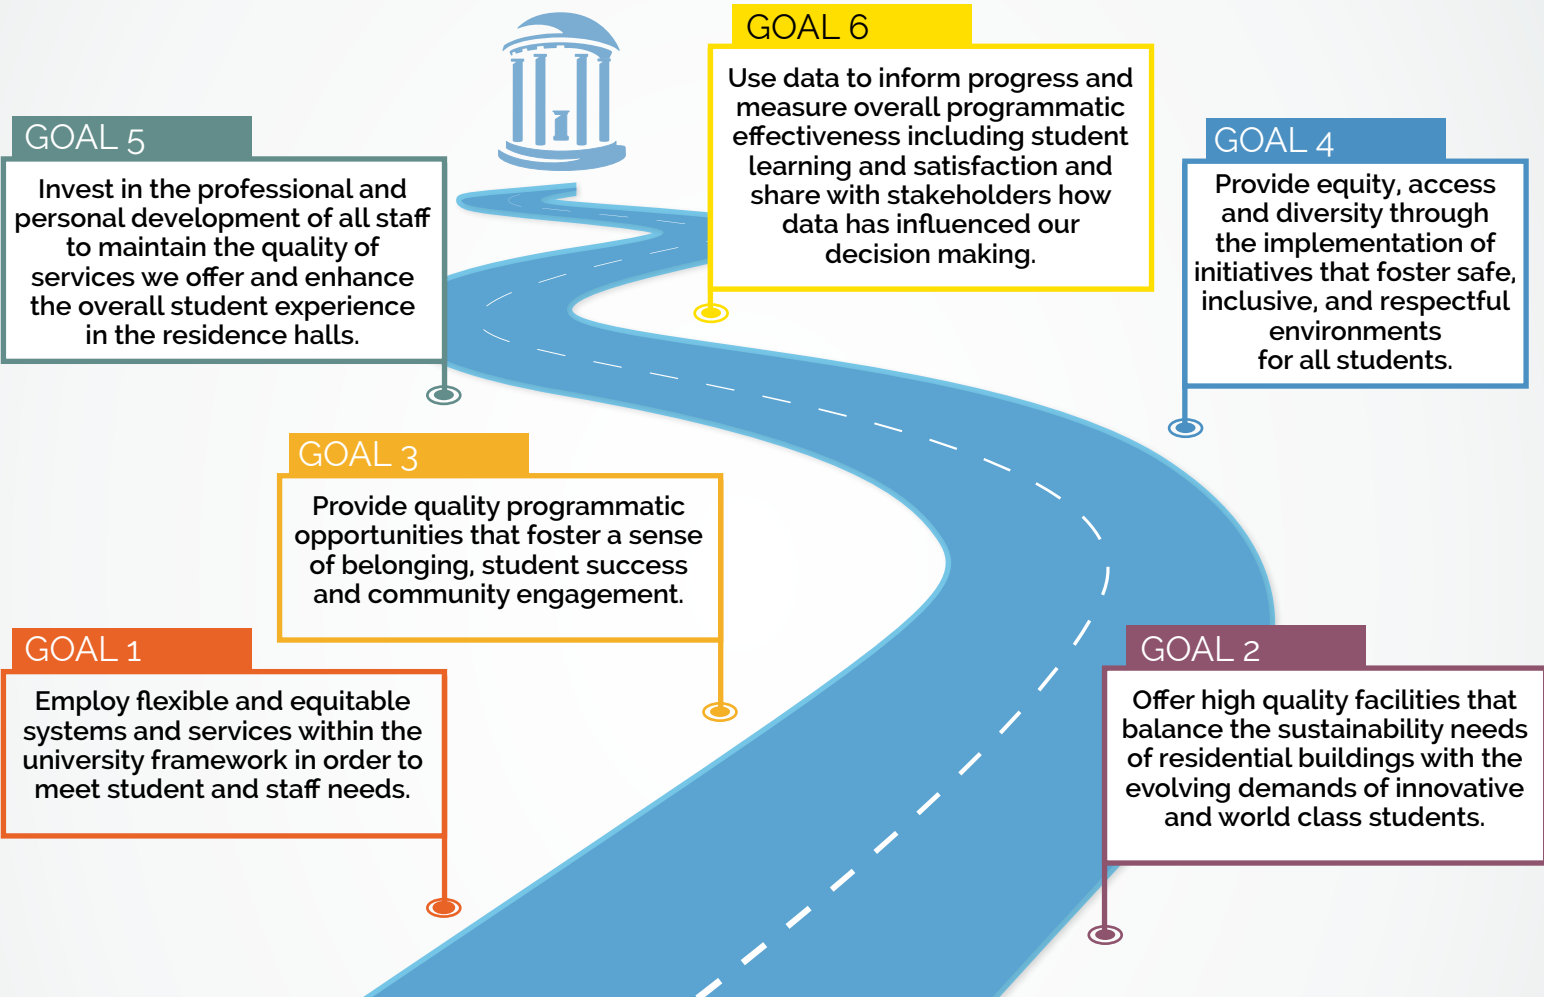 GOAL 6
Use data to inform progress and
measure overall programmatic
effectiveness including student
learning and satisfaction and
share with stakeholders how
data has influenced our
decision making.
GOAL 5
Invest in the professional and
personal development of all staff
to maintain the quality of
services we offer and enhance
the overall student experience
in the residence halls.
GOAL 4
Provide equity, access
and diversity through
the implementation of
initiatives that foster safe,
inclusive, and respectful
environments
for all students.
GOAL 3
Provide quality programmatic
opportunities that foster a sense
of belonging, student success
and community engagement.
GOAL 1
Employ flexible and equitable
systems and services within the
university framework in order to
meet student and staff needs.
GOAL 2
Offer high quality facilities that
balance the sustainability needs
of residential buildings with the
evolving demands of innovative
and world class students.